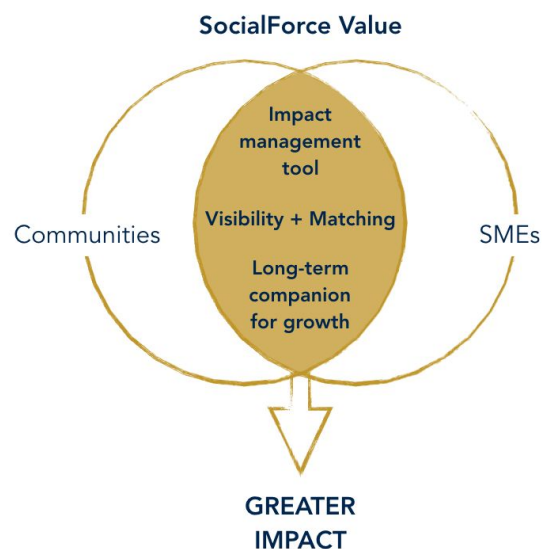 SocialForce Value
Impact
management
tool
Visibility + Matching
Communities
SMEs
Long-term
companion
for growth
GREATER
IMPACT